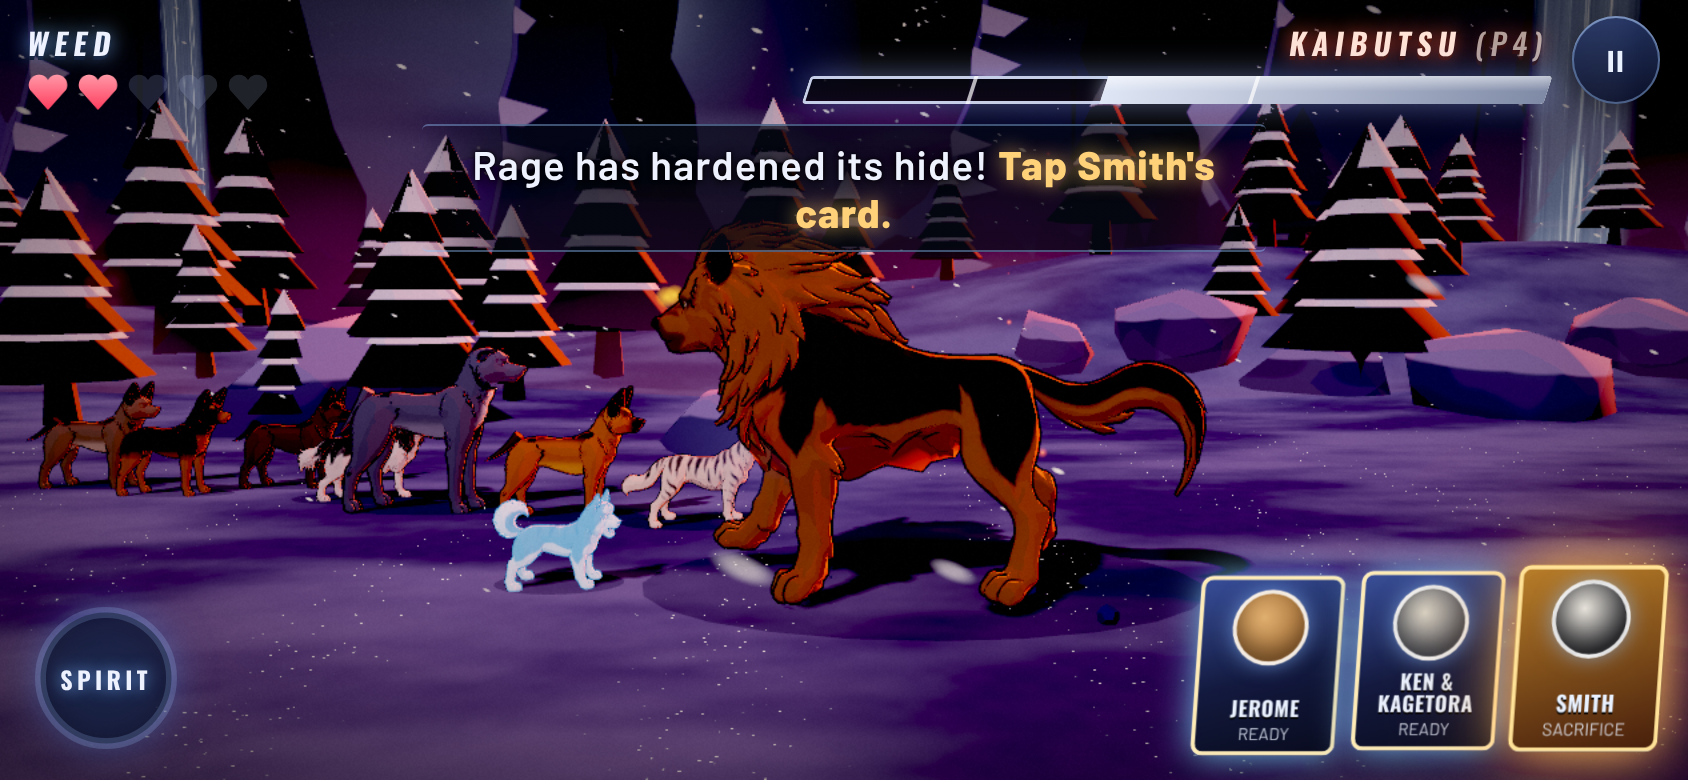 WEED
KAIBUTSU (P4)
Rage has hardened its hide! Tap Smith's
card.
SPIRIT
JEROME
READY
KEN &
KAGETORA
READY
SMITH
SACRIFICE